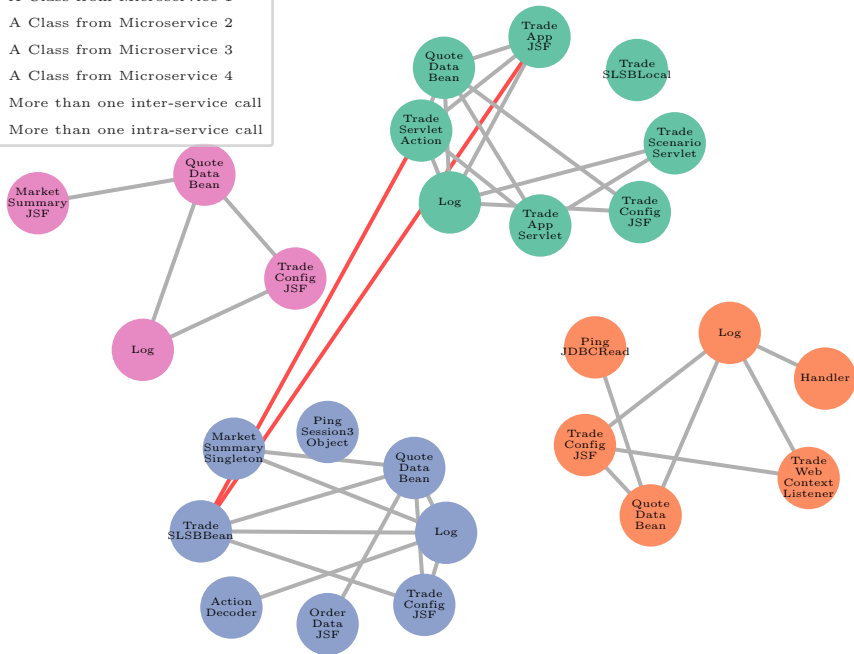 A Class from Microservice 1
A Class from Microservice 2
A Class from Microservice 3
A Class from Microservice 4
More than one inter-service call
More than one intra-service call
Trade
App
JSF
Quote
Data
Bean
Trade
SLSBLocal
Trade
Servlet
Action
Trade
Scenario
Servlet
Log
Trade
App
Servlet
Trade
Config
JSF
Quote
Data
Bean
Market
Summary
JSF
Trade
Config
JSF
Log
Ping
JDBCRead
Log
Handler
Trade
Config
JSF
Trade
Web
Context
Listener
Quote
Data
Bean
Market
Summary
Singleton
Ping
Session3
Object
Quote
Data
Bean
Trade
SLSBBean
Log
Action
Decoder
Order
Data
JSF
Trade
Config
JSF